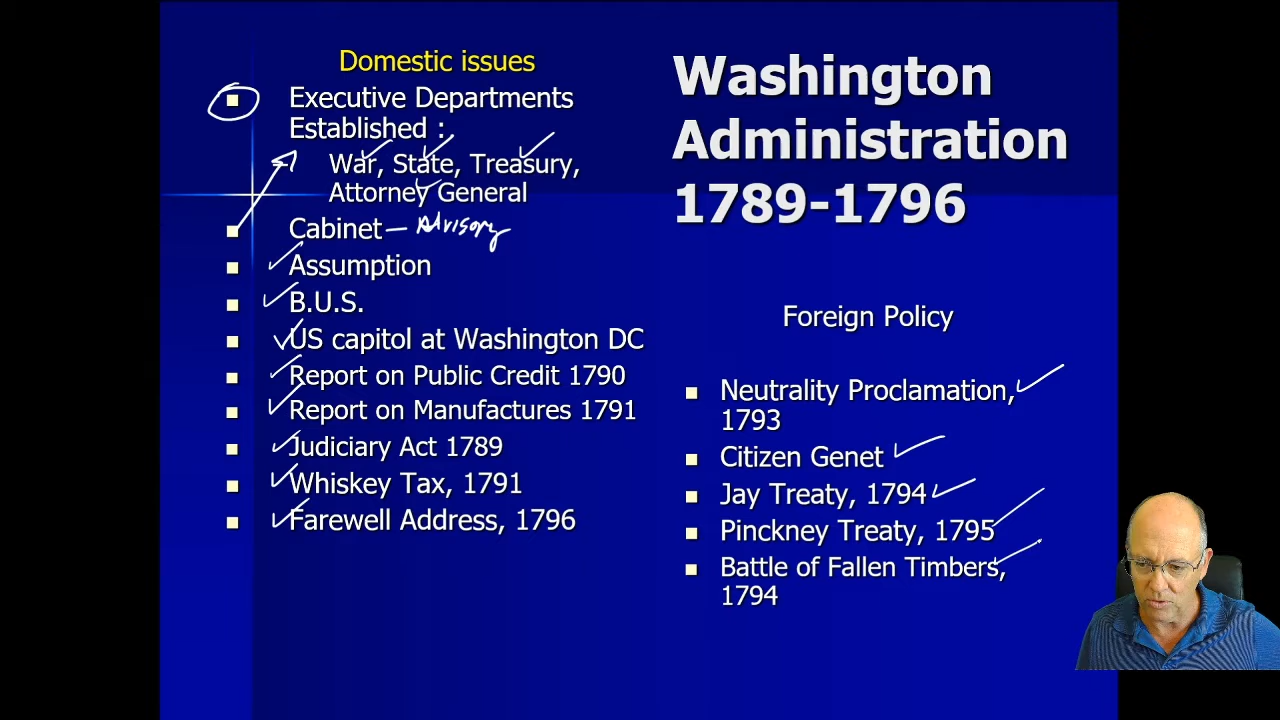 Domestic issues
Executive Departments
Established :
War, State, Treasury,
Attorney General
Cabinet — Advisory
Assumption
B.U.S.
US capitol at Washington DC
Report on Public Credit 1790
Report on Manufactures 1791
Judiciary Act 1789
Whiskey Tax, 1791
Farewell Address, 1796
Washington
Administration
1789-1796
Foreign Policy
Neutrality Proclamation,
1793
Citizen Genet
Jay Treaty, 1794
Pinckney Treaty, 1795
Battle of Fallen Timbers,
1794